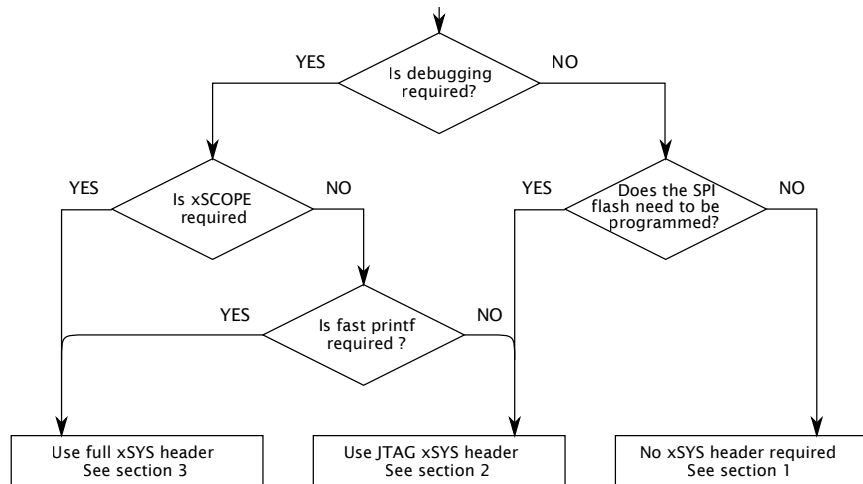 YES
NO
Is debugging
required?
YES
NO
Is xSCOPE
required
YES
NO
Does the SPI
flash need to be
programmed?
YES
NO
Is fast printf
required ?
Use full xSYS header
See section 3
Use JTAG xSYS header
See section 2
No xSYS header required
See section 1